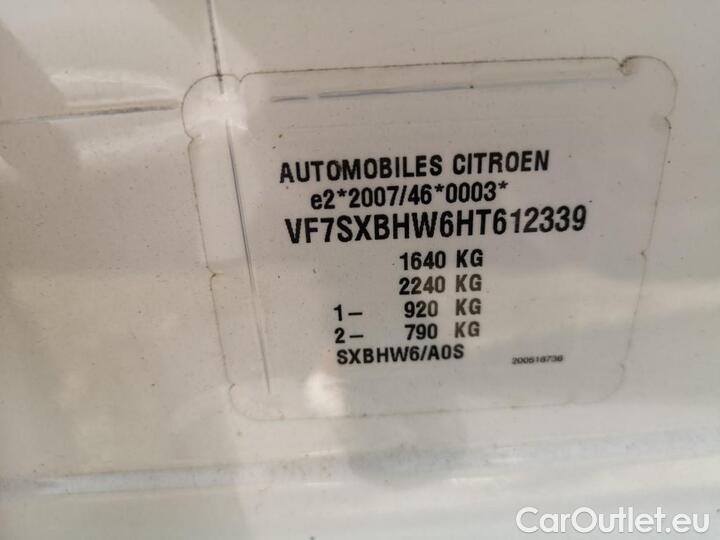 AUTOMOBILES CITROEN
e2*2007/46*0003*
VF7SXBHW6HT612339
1640 KG
2240 KG
1– 920 KG
2– 790 KG
SXBHW6/A0S
200518738
CarOutlet.eu